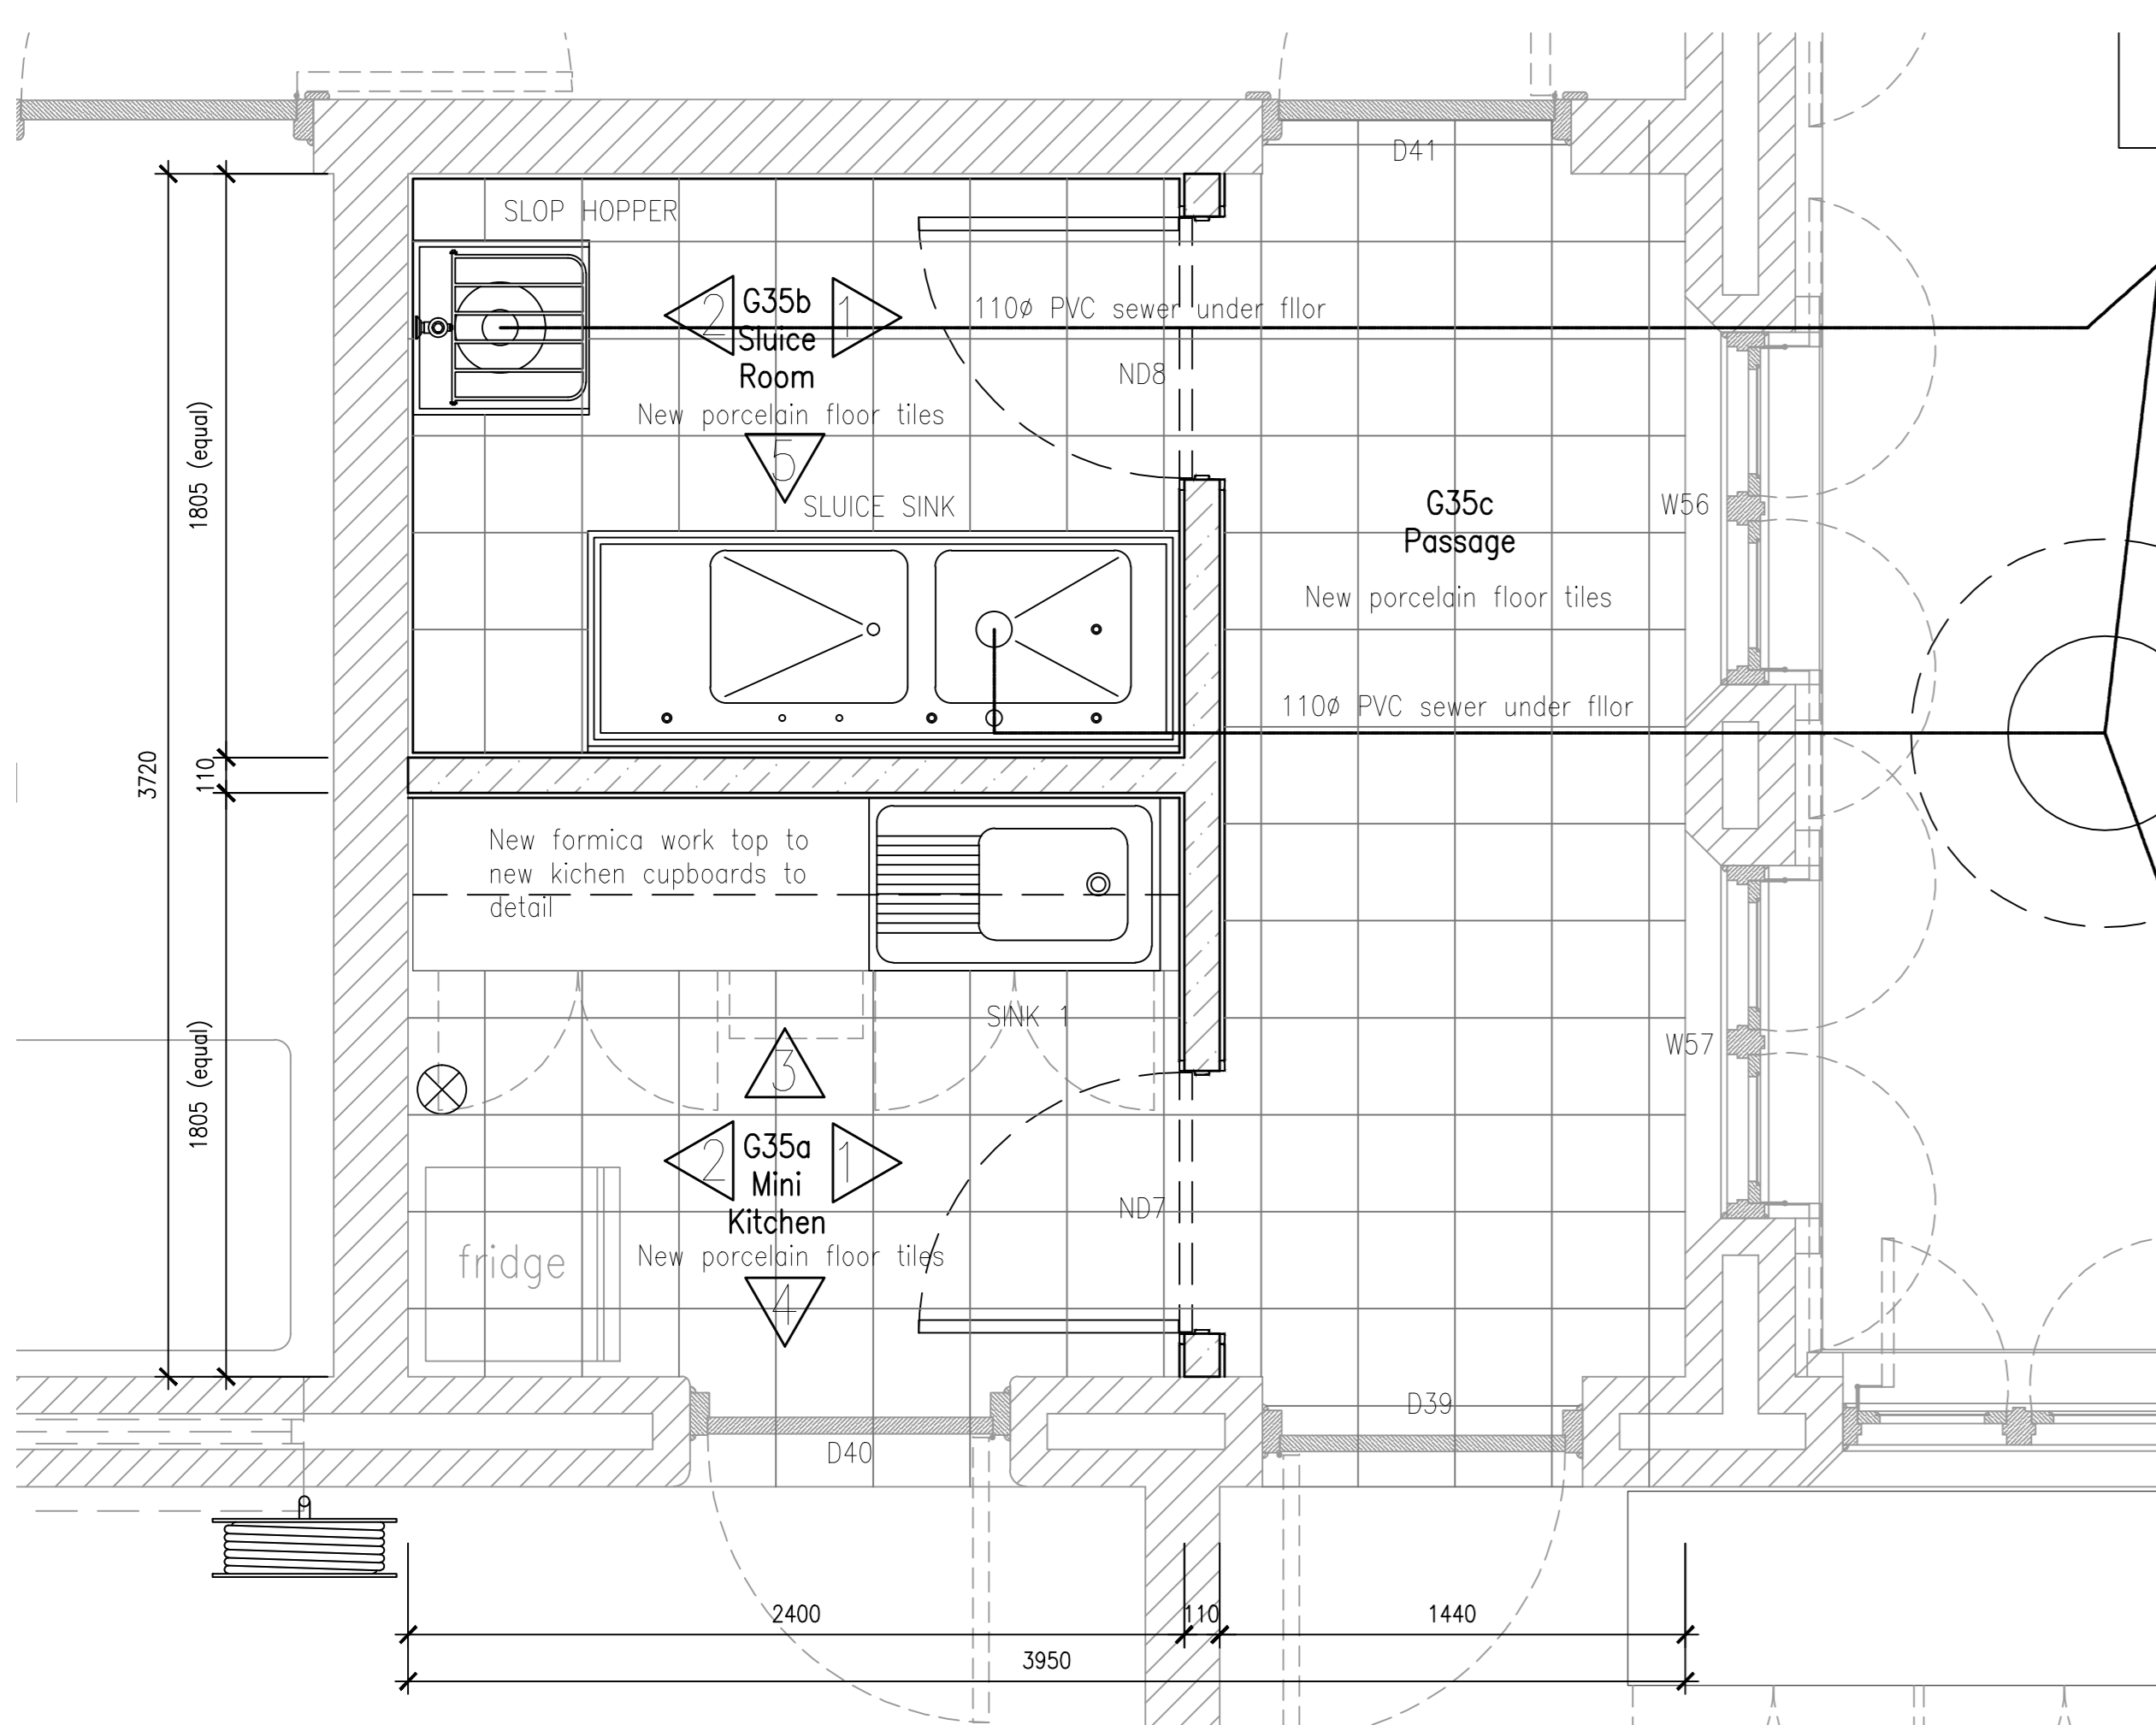 D41
SLOP HOPPER
2
G35b
1
Sluice
Room
110ø PVC sewer under fllor
ND8
New porcelain floor tiles
5
SLUICE SINK
1805 (equal)
G35c
Passage
W56
New porcelain floor tiles
110ø PVC sewer under fllor
3720
110
New formica work top to
new kichen cupboards to
detail
SINK 1
W57
3
1805 (equal)
2
G35a
1
Mini
Kitchen
ND7
New porcelain floor tiles
fridge
4
D39
D40
2400
110
1440
3950